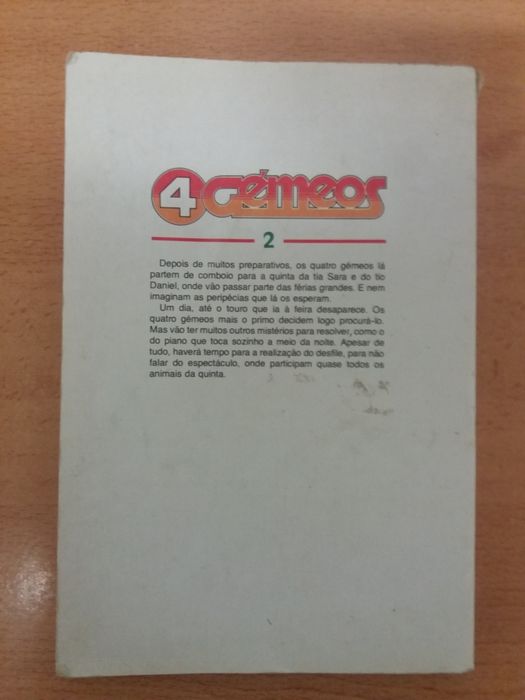 4 Gémeos
2
Depois de muitos preparativos, os quatro gémeos lá
partem de comboio para a quinta da tia Sara e do tio
Daniel, onde vão passar parte das férias grandes. E nem
imaginam as peripécias que lá os esperam.
Um dia, até o touro que ia à feira desaparece. Os
quatro gémeos mais o primo decidem logo procurá-lo.
Mas vão ter muitos outros mistérios para resolver, como o
do piano que toca sozinho a meio da noite. Apesar de
tudo, haverá tempo para a realização do desfile, para não
falar do espectáculo, onde participam quase todos os
animais da quinta.